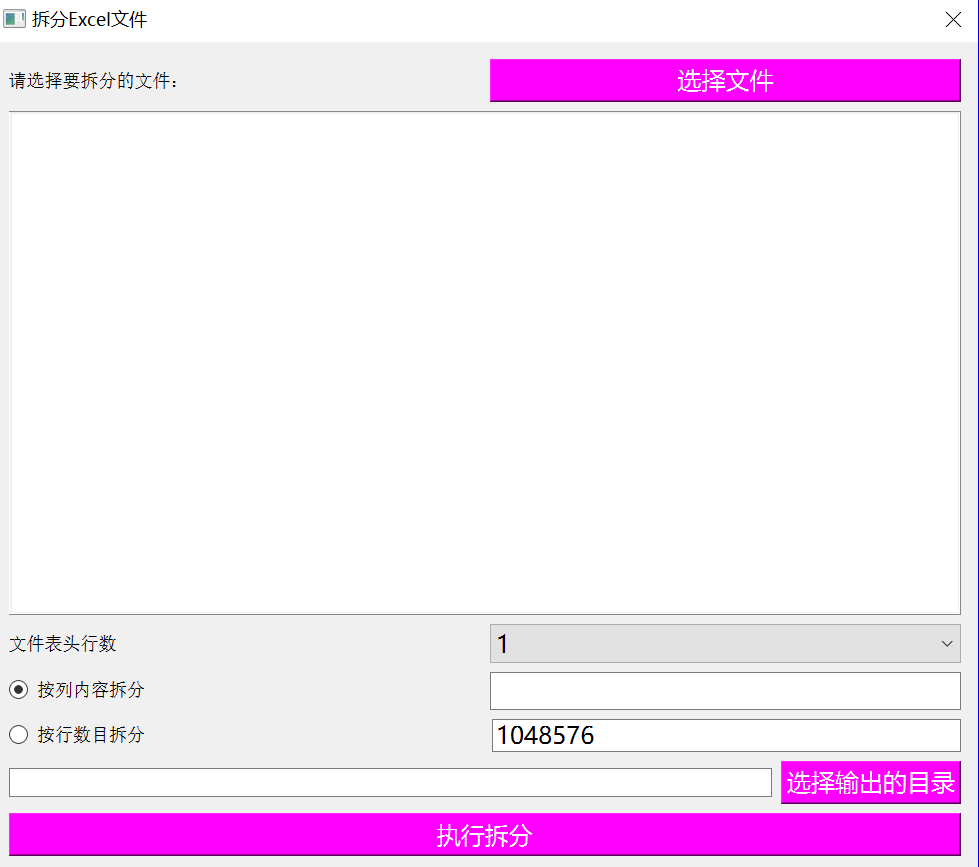 拆分Excel文件
请选择要拆分的文件：
选择文件
文件表头行数
1
按列内容拆分
按行数目拆分
1048576
选择输出的目录
执行拆分